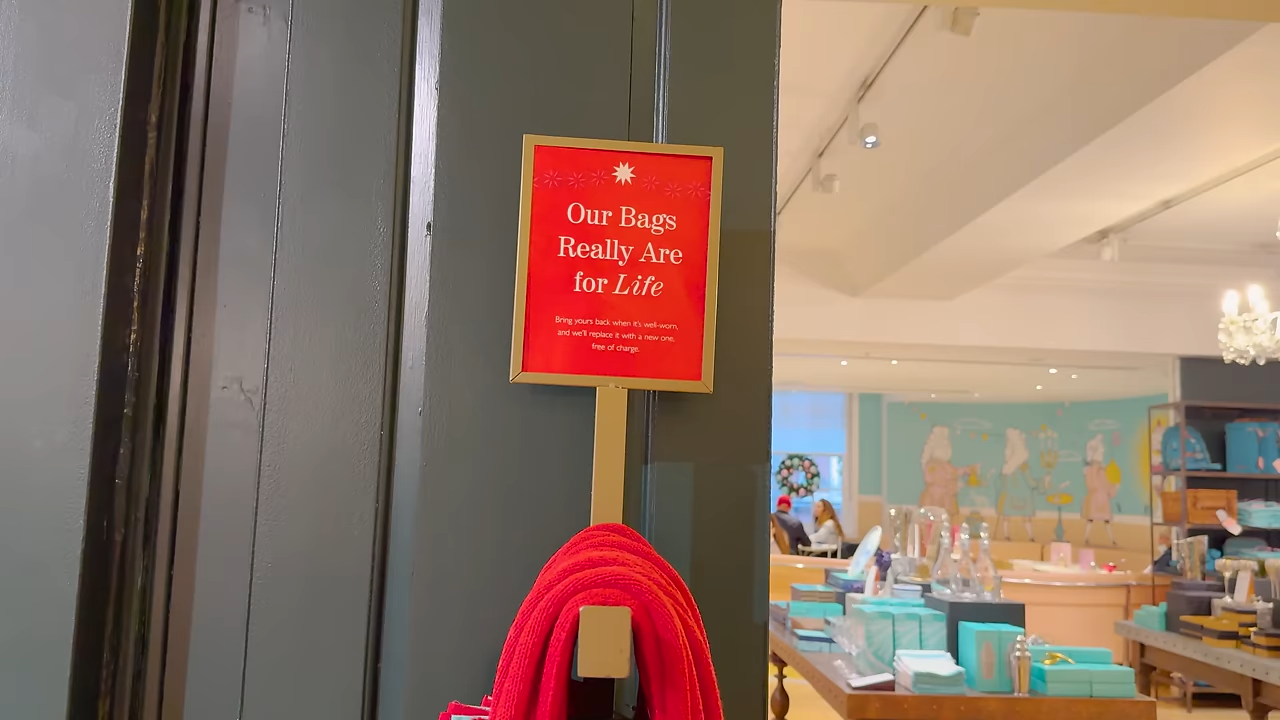 Our Bags
Really Are
for Life
Bring yours back when it's well-worn,
and we'll replace it with a new one,
free of charge.